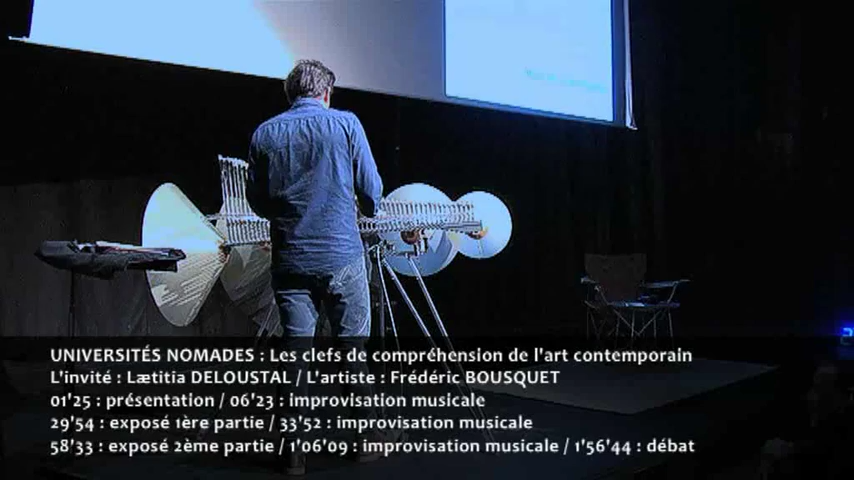 UNIVERSITÉS NOMADES : Les clefs de compréhension de l'art contemporain
L'invité : Lætitia DELOUSTAL / L'artiste : Frédéric BOUSQUET
01'25 : présentation / 06'23 : improvisation musicale
29'54 : exposé 1ère partie / 33'52 : improvisation musicale
58'33 : exposé 2ème partie / 1'06'09 : improvisation musicale / 1'56'44 : débat